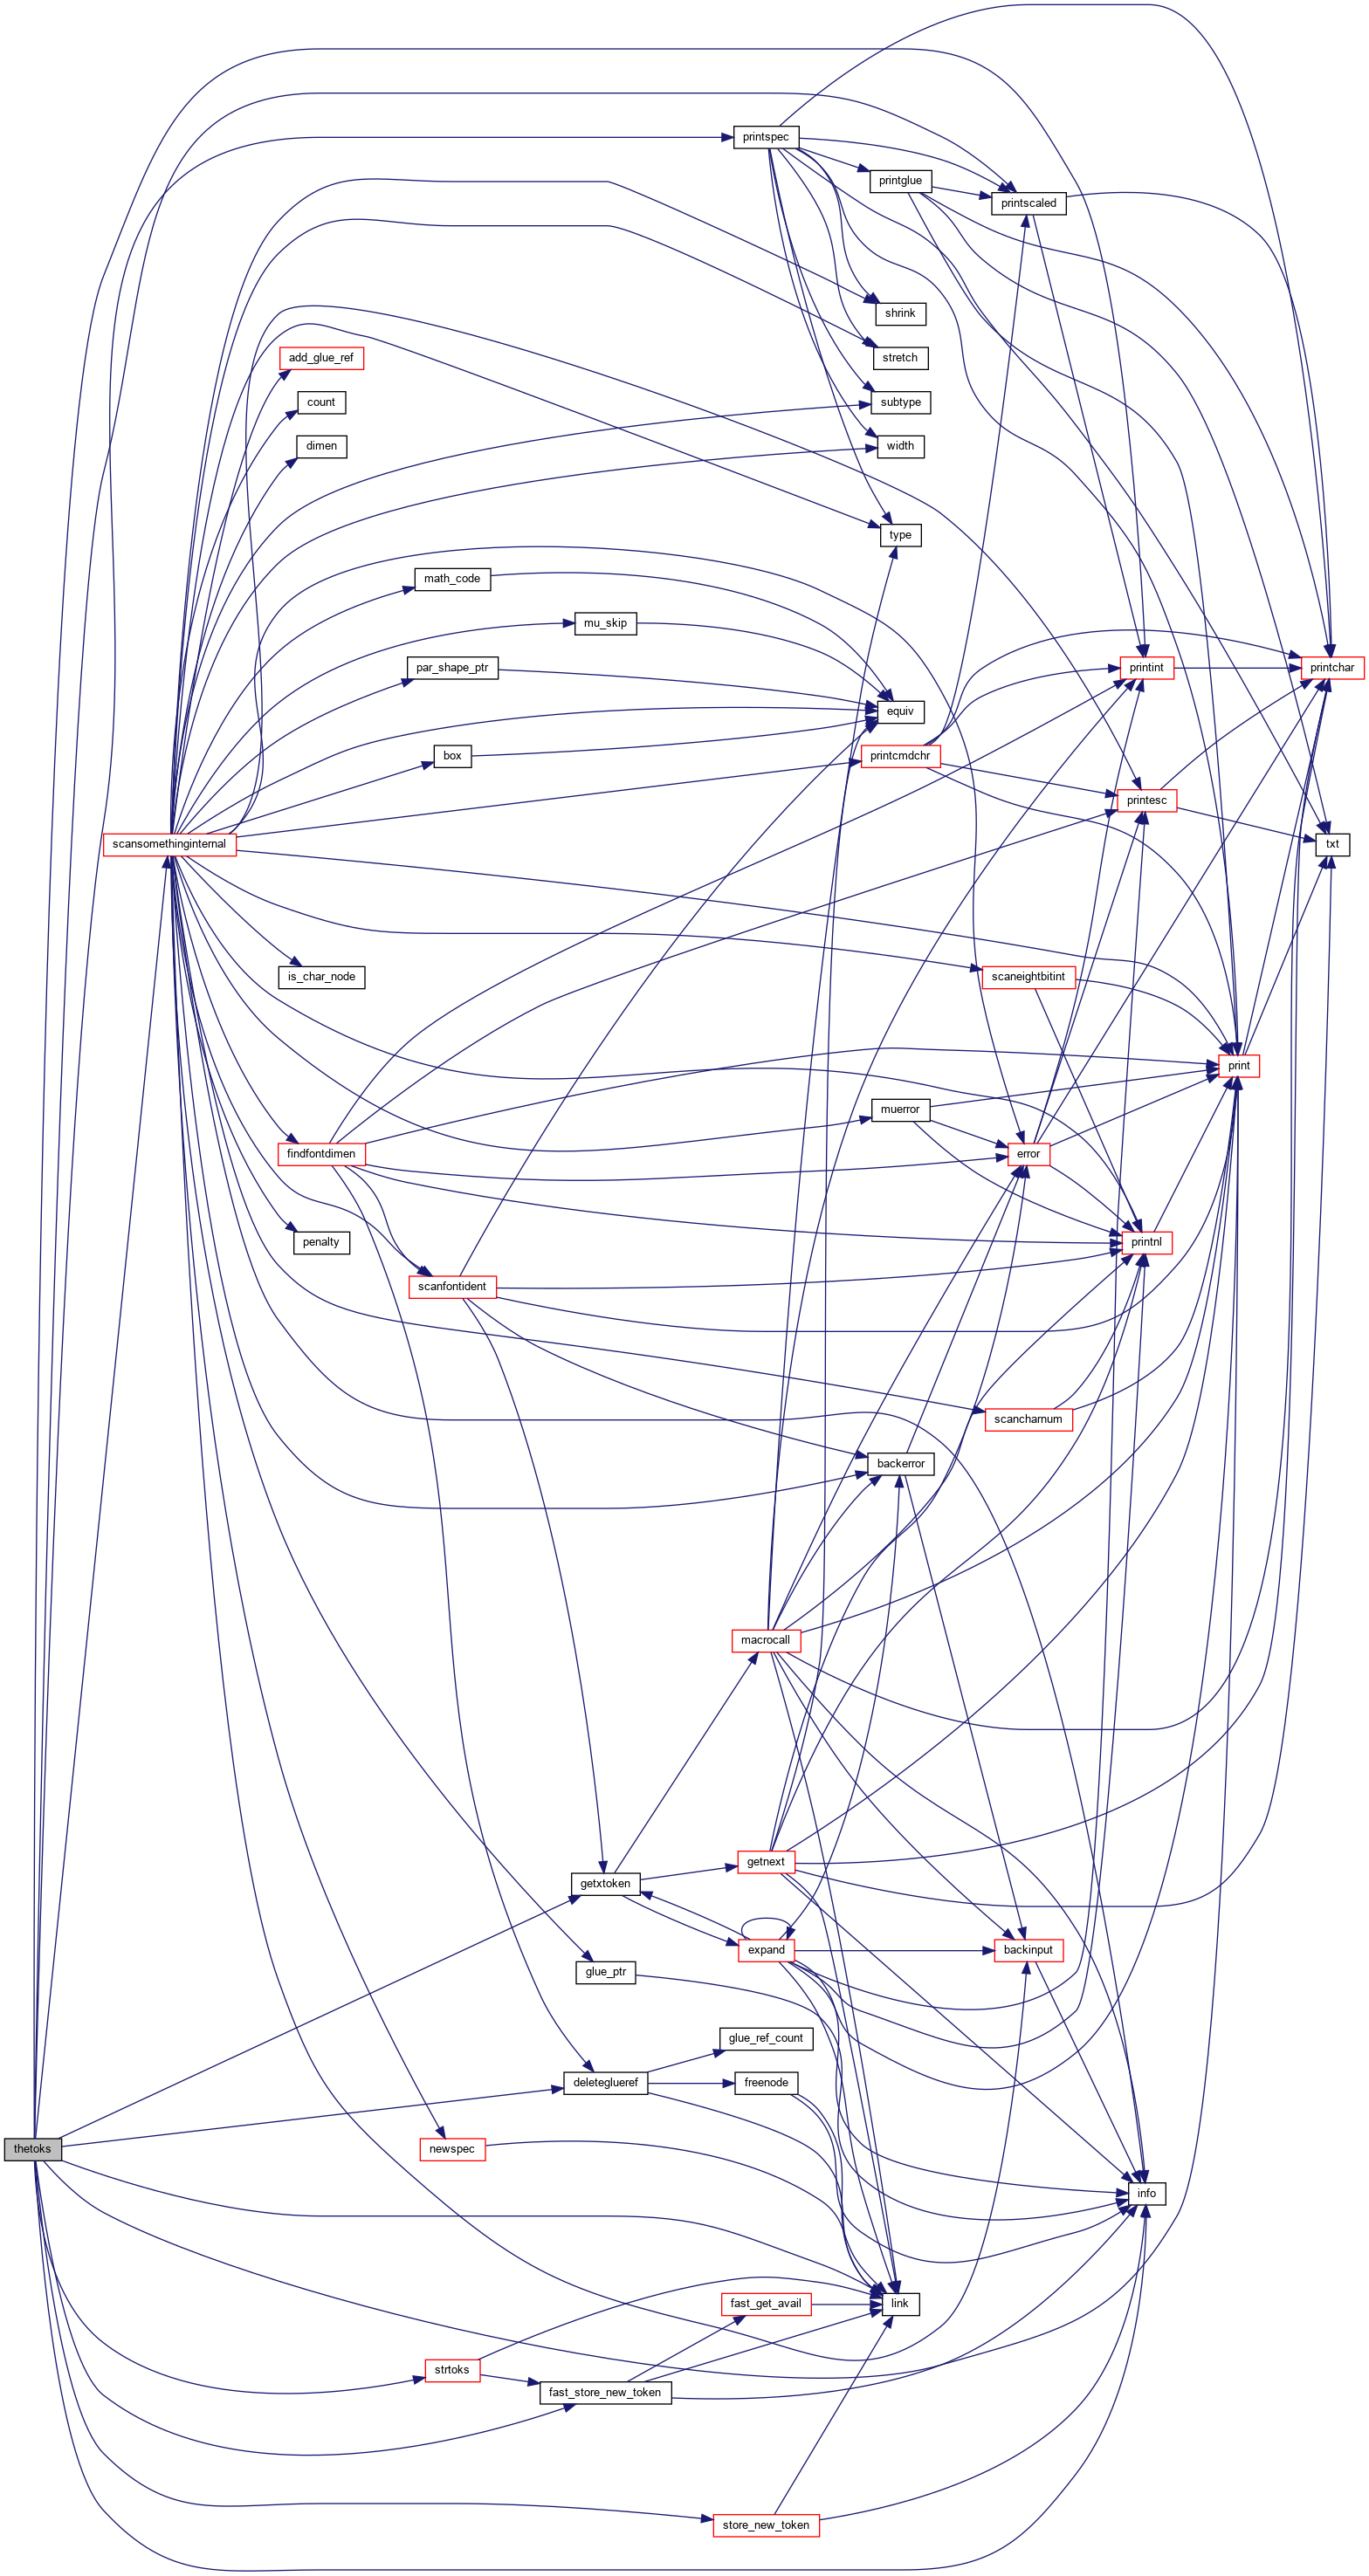 printspec
printglue
printscaled
shrink
stretch
add_glue_ref
count
subtype
dimen
width
type
math_code
mu_skip
par_shape_ptr
printint
printchar
equiv
box
printcmdchr
printesc
scansomethinginternal
txt
is_char_node
scaneightbitint
print
muerror
findfontdimen
error
penalty
printnl
scanfontident
scancharnum
backerror
macrocall
getnext
getxtoken
expand
backinput
glue_ptr
glue_ref_count
deleteglueref
freenode
thetoks
newspec
info
fast_get_avail
link
strtoks
fast_store_new_token
store_new_token